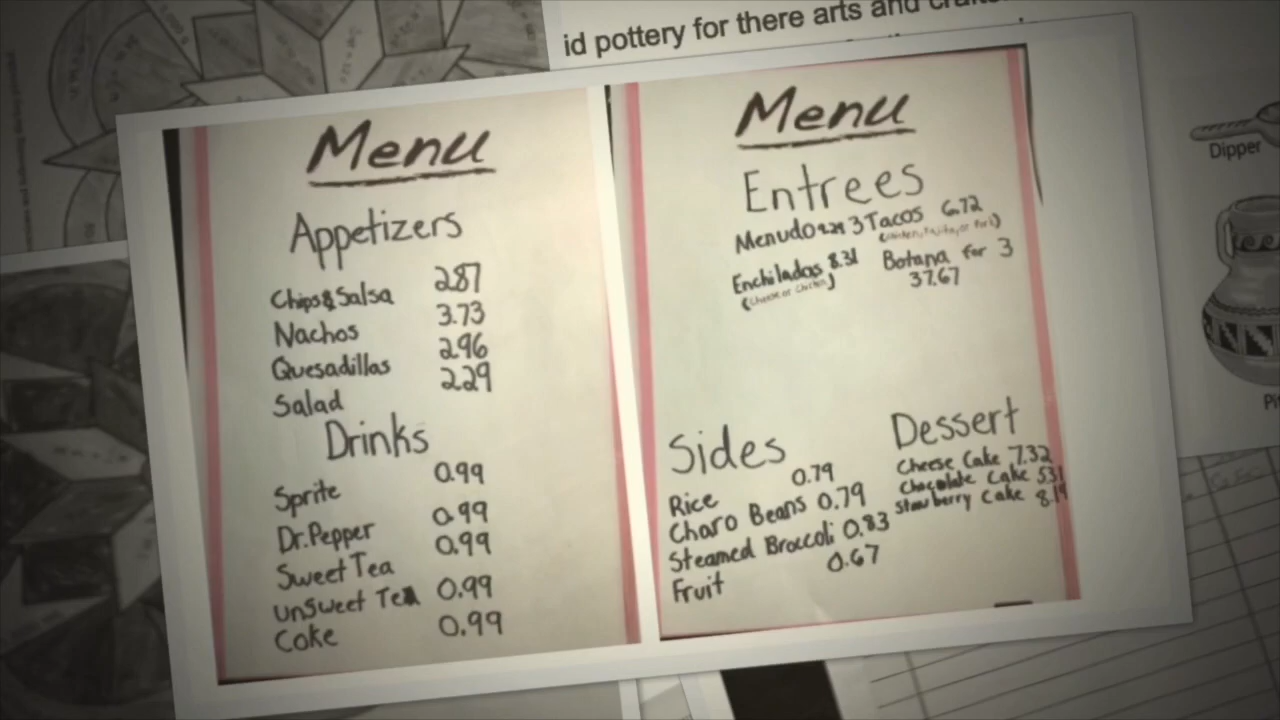 id pottery for there arts and
Menu
Appetizers
Chips & Salsa 2.87
Nachos 3.73
Quesadillas 2.96
Salad 2.29
Drinks
Sprite 0.99
Dr. Pepper 0.99
Sweet Tea 0.99
UnSweet Tea 0.99
Coke 0.99
Menu
Entrees
Menudo 3 Tacos 6.72
Enchiladas 8.31 Botana for 3
(Cheese or Chicken) 37.67
Sides
Rice 0.79
Charo Beans 0.79
Steamed Broccoli 0.83
Fruit 0.67
Dessert
Cheese Cake 7.32
Chocolate Cake 5.31
Stawberry Cake 8.19
Dipper